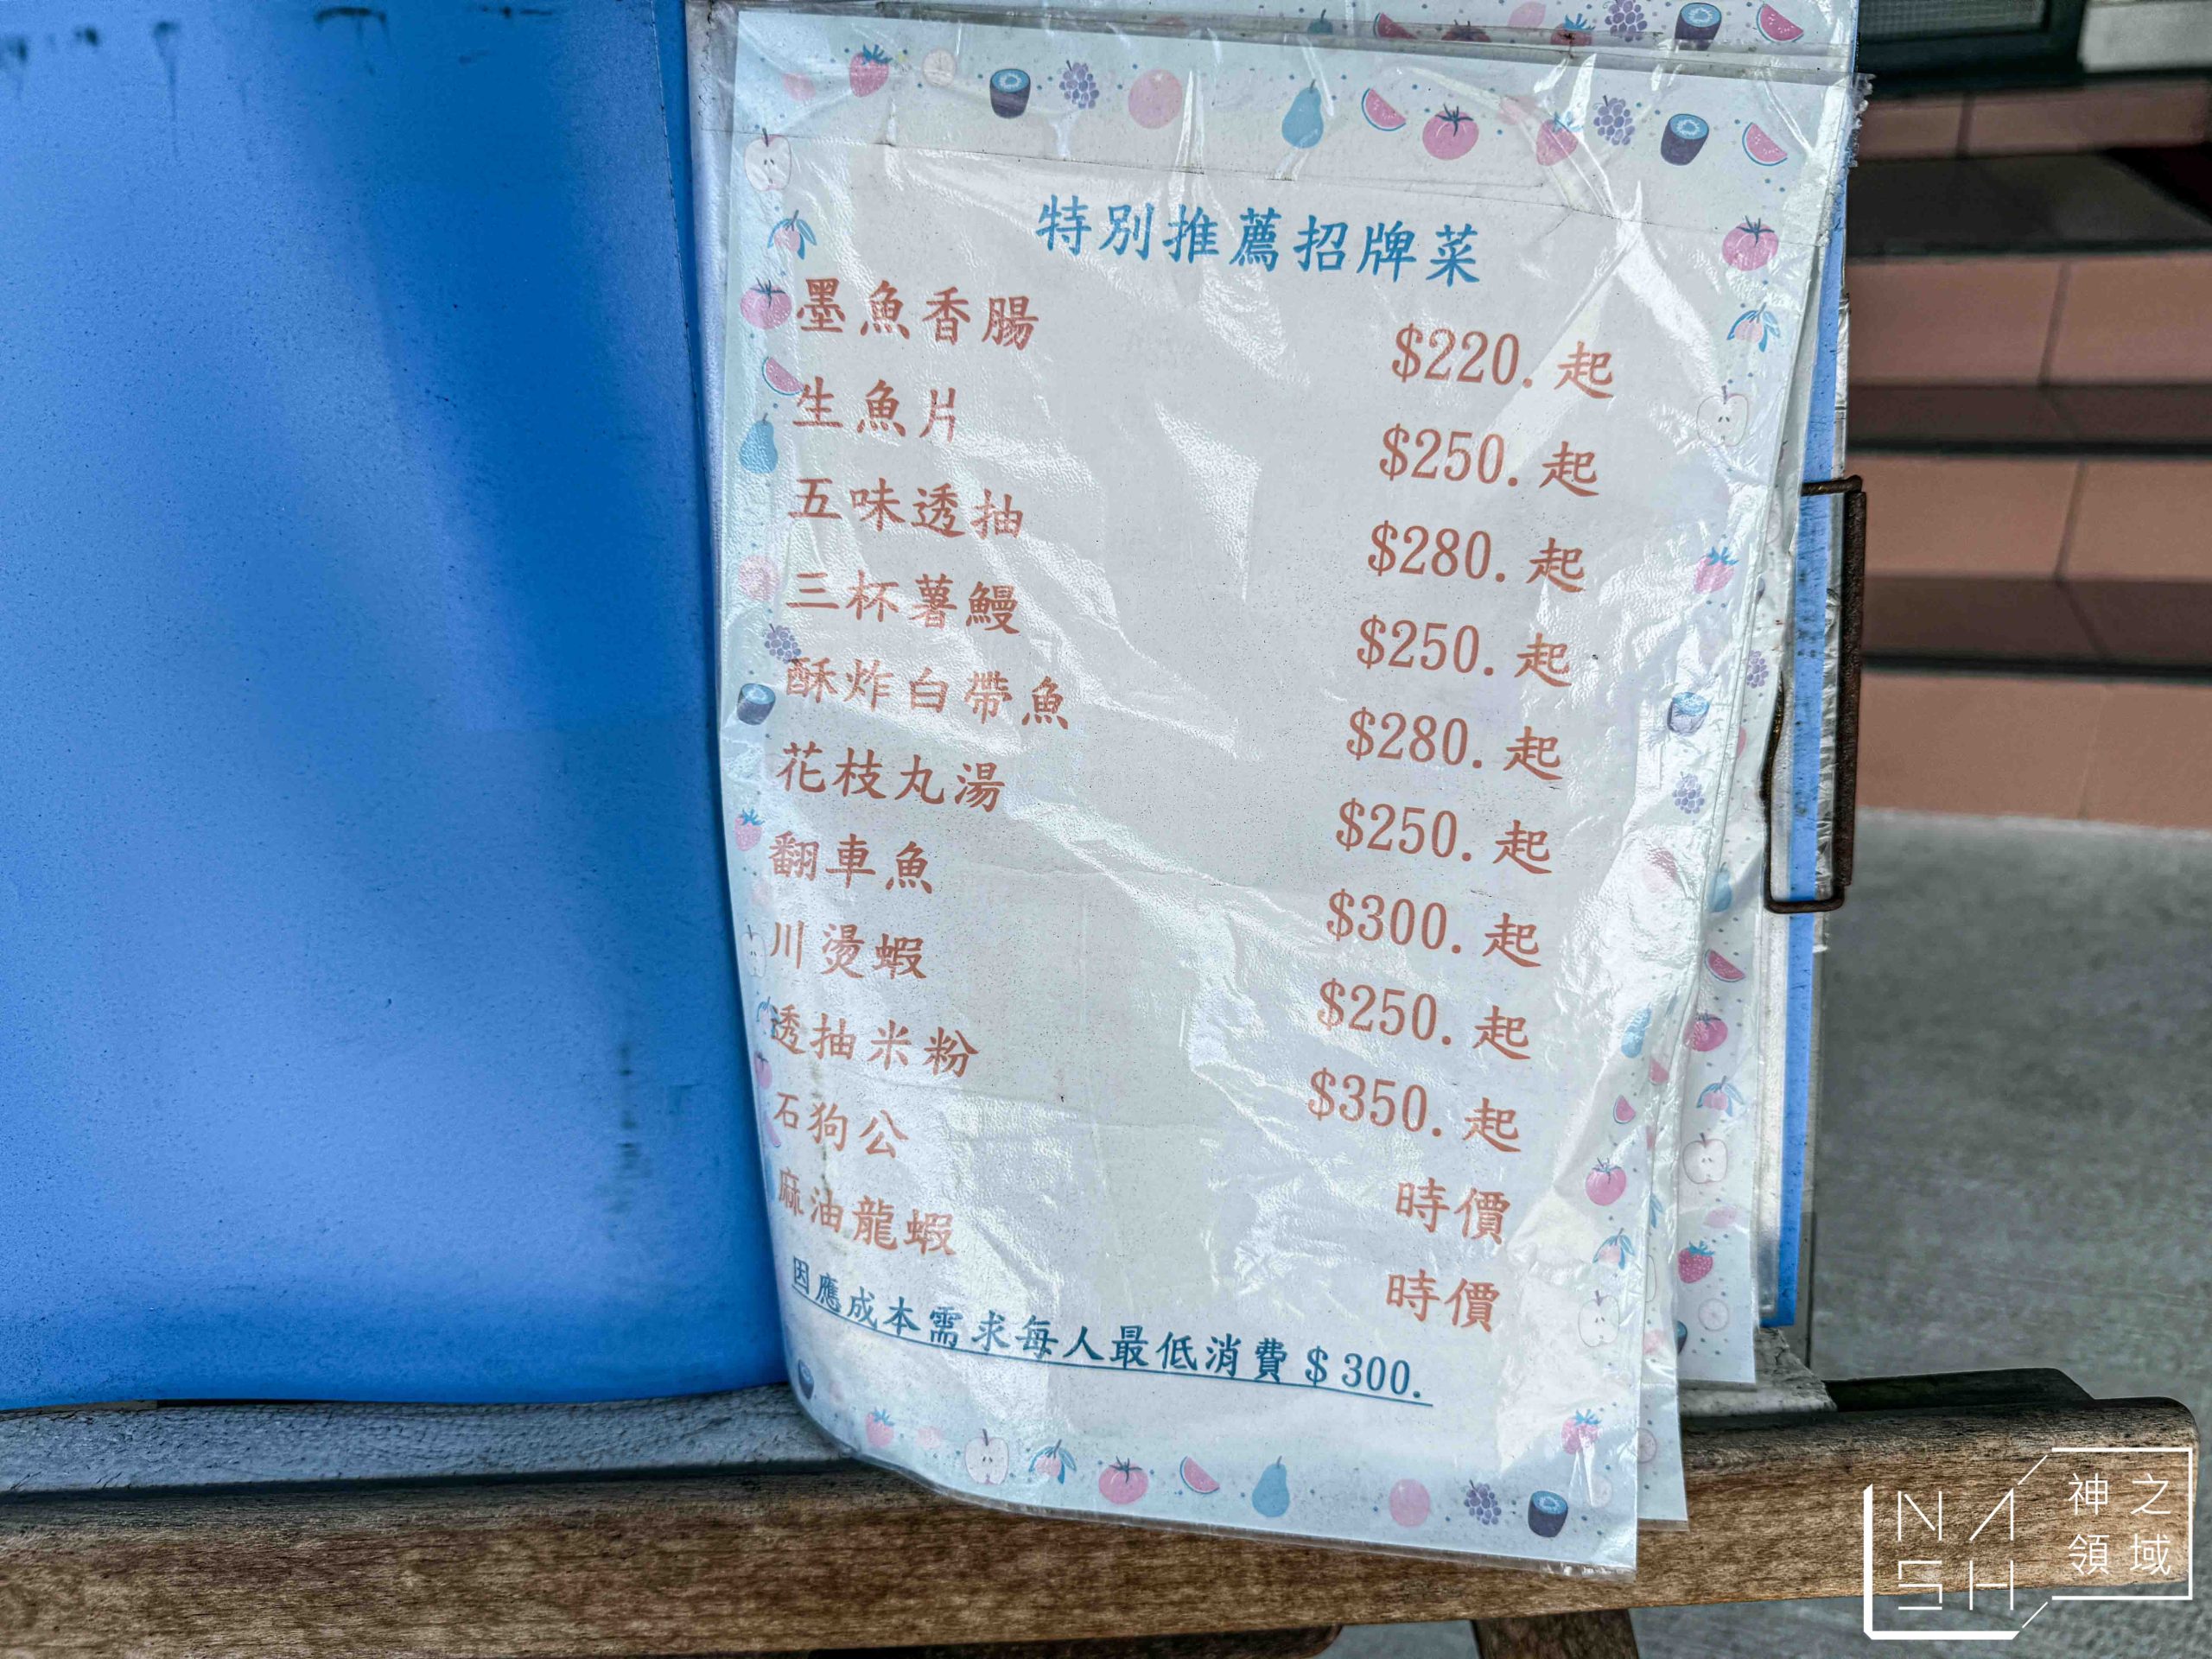 特別推薦招牌菜
墨魚香腸 $220. 起
生魚片 $250. 起
五味透抽 $280. 起
三杯薯鰻 $250. 起
酥炸白帶魚 $280. 起
花枝丸湯 $250. 起
翻車魚 $300. 起
川燙蝦 $250. 起
透抽米粉 $350. 起
石狗公 時價
麻油龍蝦 時價
因應成本需求每人最低消費 $ 300.
NASH 神之領域